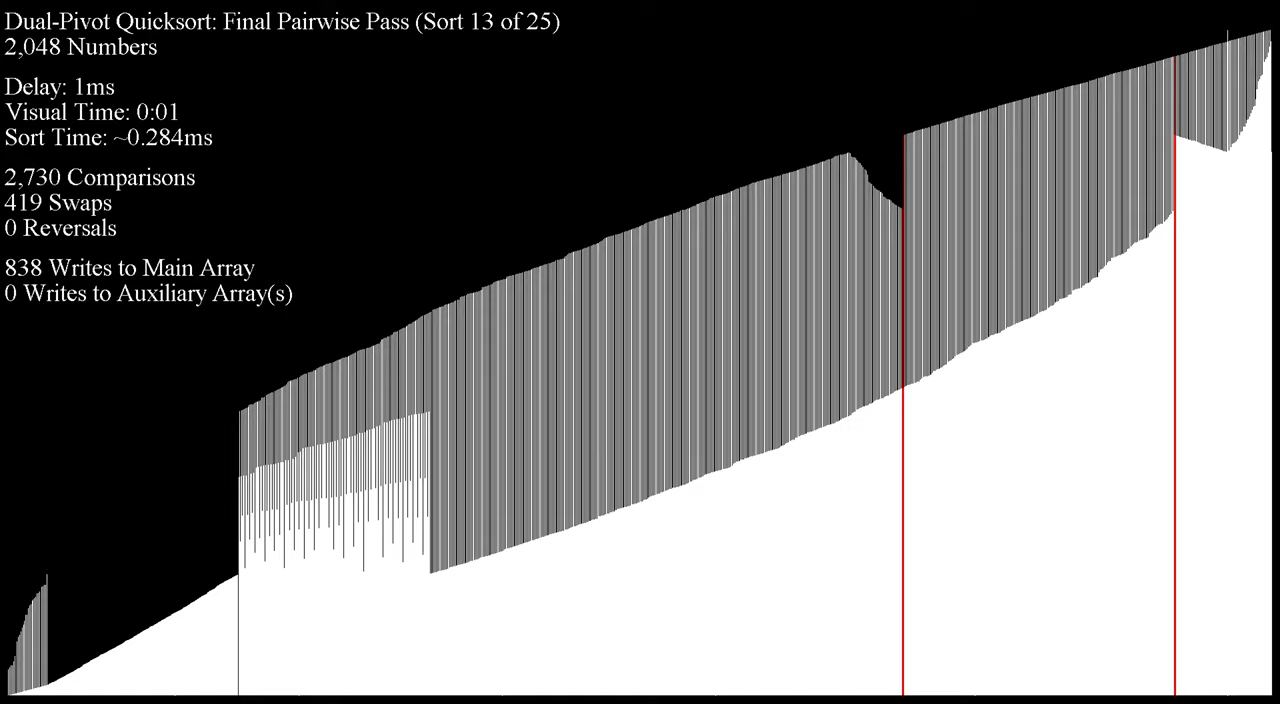 Dual-Pivot Quicksort: Final Pairwise Pass (Sort 13 of 25)
2,048 Numbers
Delay: 1ms
Visual Time: 0:01
Sort Time: ~0.284ms
2,730 Comparisons
419 Swaps
0 Reversals
838 Writes to Main Array
0 Writes to Auxiliary Array(s)